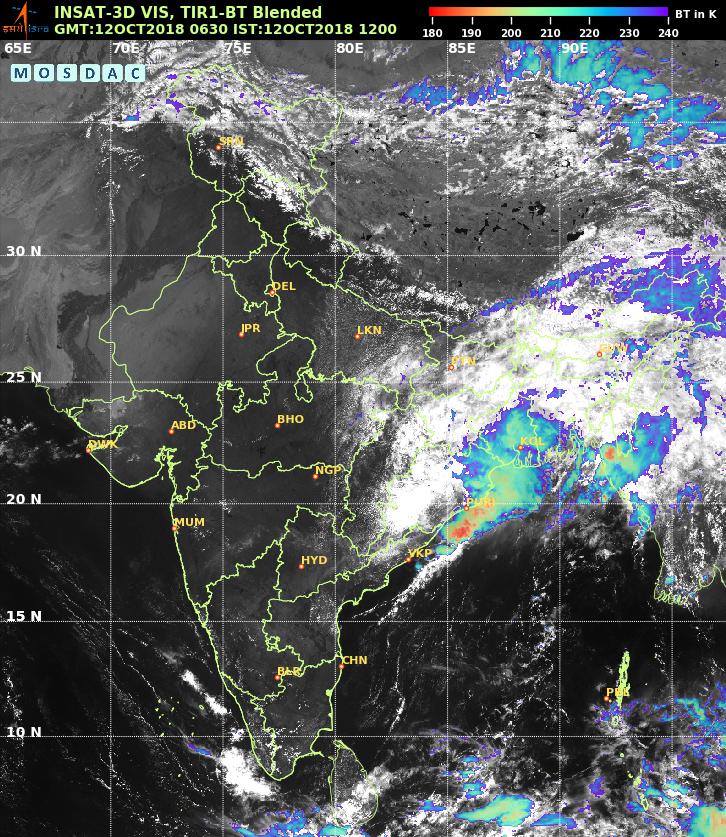 INSAT-3D VIS, TIR1-BT Blended
GMT:12OCT2018 0630 IST:12OCT2018 1200
BT in K
180 190 200 210 220 230 240
65E 70E 75E 80E 85E 90E
MOSDAC
SRN
30 N
DEL
JPR
LKN
PTN
25 N
ABD
BHO
DWK
KOL
NGP
20 N
PURI
MUM
VKP
HYD
15 N
BLR
CHN
PBL
10 N